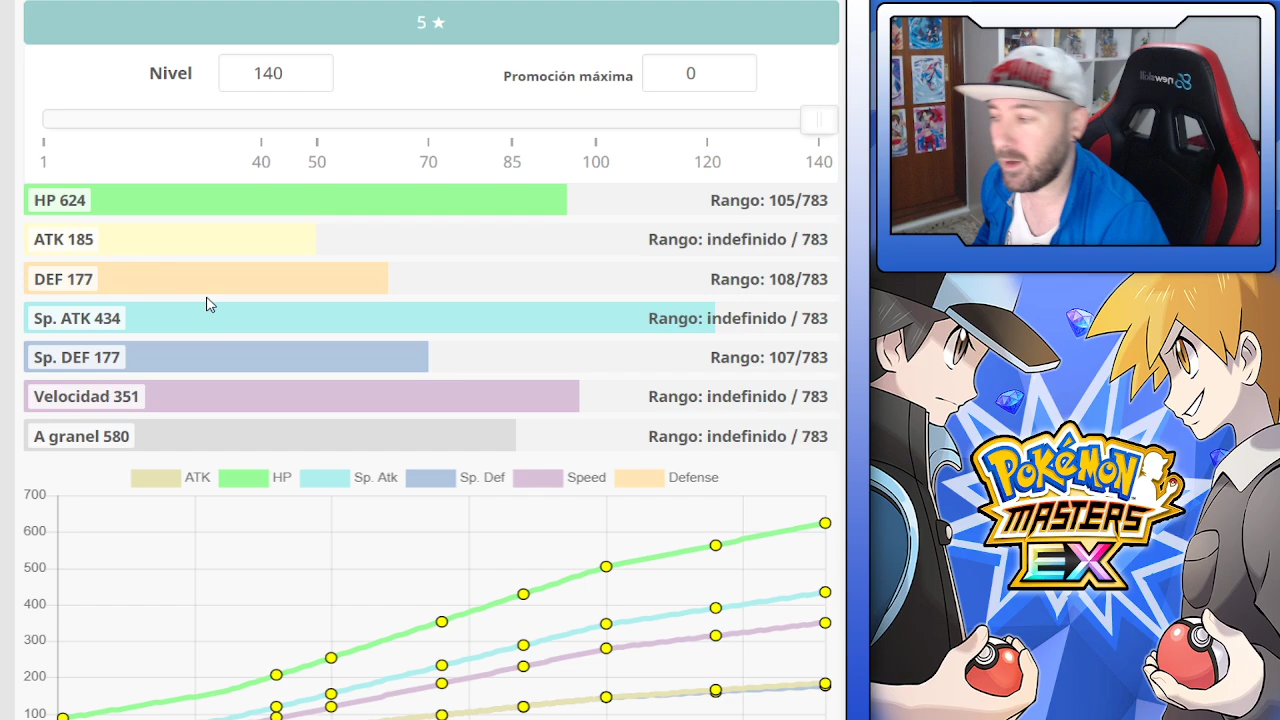 5 ★
Nivel 140 Promoción máxima 0
1 40 50 70 85 100 120 140
HP 624 Rango: 105/783
ATK 185 Rango: indefinido / 783
DEF 177 Rango: 108/783
Sp. ATK 434 Rango: indefinido / 783
Sp. DEF 177 Rango: 107/783
Velocidad 351 Rango: indefinido / 783
A granel 580 Rango: indefinido / 783
ATK HP Sp. Atk Sp. Def Speed Defense
700
600
500
400
300
200
100
newskill
POKéMON
MASTERS
EX